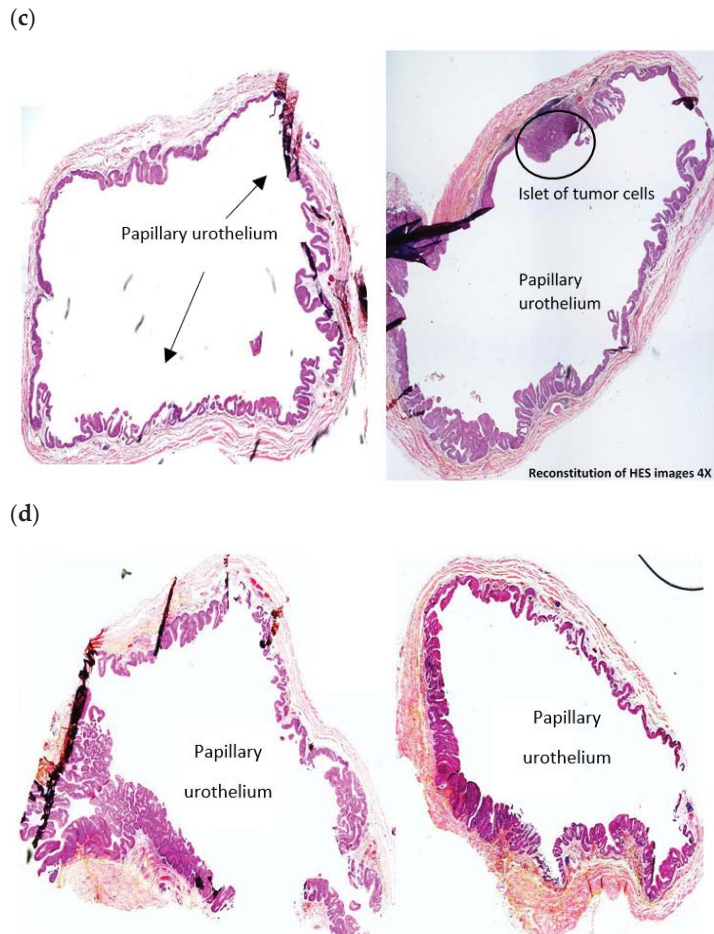 (c)
Papillary urothelium
Islet of tumor cells
Papillary
urothelium
Reconstitution of HES images 4X
(d)
Papillary
urothelium
Papillary
urothelium